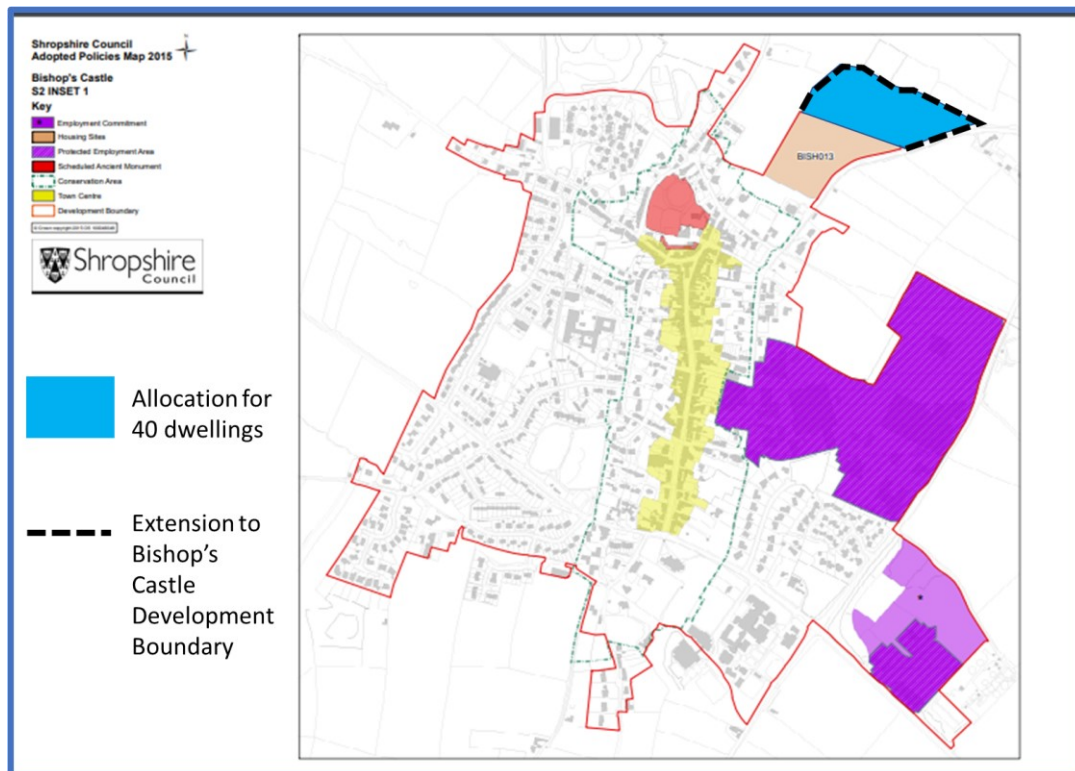 Shropshire Council
Adopted Policies Map 2015
Bishop's Castle
S2 INSET 1
Key
Employment Commitment
Housing Sites
Protected Employment Area
Scheduled Ancient Monument
Conservation Area
Town Centre
Development Boundary
Shropshire
Council
Allocation for
40 dwellings
Extension to
Bishop’s
Castle
Development
Boundary
BISH013